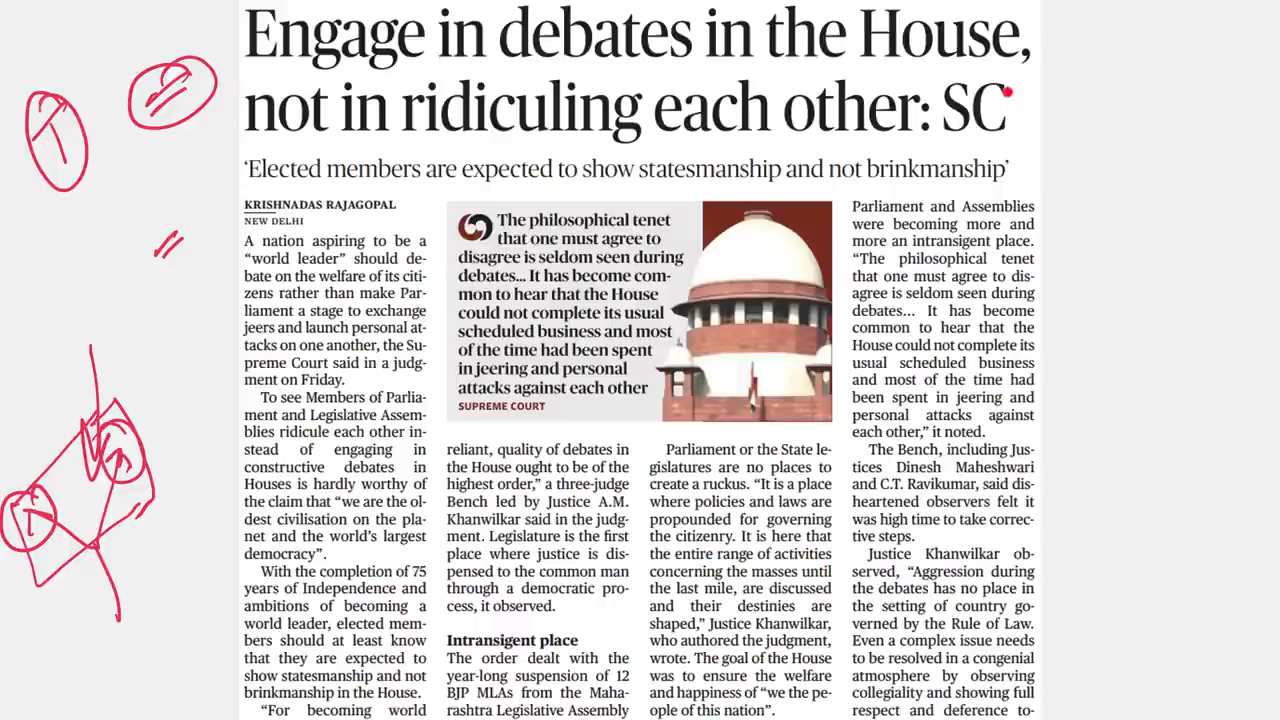 Engage in debates in the House,
not in ridiculing each other: SC
‘Elected members are expected to show statesmanship and not brinkmanship’
KRISHNADAS RAJAGOPAL
NEW DELHI
A nation aspiring to be a
“world leader” should de-
bate on the welfare of its citi-
zens rather than make Par-
liament a stage to exchange
jeers and launch personal at-
tacks on one another, the Su-
preme Court said in a judg-
ment on Friday.
To see Members of Parlia-
ment and Legislative Assem-
blies ridicule each other in-
stead of engaging in
constructive debates in
Houses is hardly worthy of
the claim that “we are the ol-
dest civilisation on the pla-
net and the world’s largest
democracy”.
With the completion of 75
years of Independence and
ambitions of becoming a
world leader, elected mem-
bers should at least know
that they are expected to
show statesmanship and not
brinkmanship in the House.
“For becoming world
The philosophical tenet
that one must agree to
disagree is seldom seen during
debates... It has become com-
mon to hear that the House
could not complete its usual
scheduled business and most
of the time had been spent
in jeering and personal
attacks against each other
SUPREME COURT
reliant, quality of debates in
the House ought to be of the
highest order,” a three-judge
Bench led by Justice A.M.
Khanwilkar said in the judg-
ment. Legislature is the first
place where justice is dis-
pensed to the common man
through a democratic pro-
cess, it observed.
Intransigent place
The order dealt with the
year-long suspension of 12
BJP MLAs from the Maha-
rashtra Legislative Assembly
Parliament or the State le-
gislatures are no places to
create a ruckus. “It is a place
where policies and laws are
propounded for governing
the citizenry. It is here that
the entire range of activities
concerning the masses until
the last mile, are discussed
and their destinies are
shaped,” Justice Khanwilkar,
who authored the judgment,
wrote. The goal of the House
was to ensure the welfare
and happiness of “we the pe-
ople of this nation”.
Parliament and Assemblies
were becoming more and
more an intransigent place.
“The philosophical tenet
that one must agree to dis-
agree is seldom seen during
debates... It has become
common to hear that the
House could not complete its
usual scheduled business
and most of the time had
been spent in jeering and
personal attacks against
each other,” it noted.
The Bench, including Jus-
tices Dinesh Maheshwari
and C.T. Ravikumar, said dis-
heartened observers felt it
was high time to take correc-
tive steps.
Justice Khanwilkar ob-
served, “Aggression during
the debates has no place in
the setting of country go-
verned by the Rule of Law.
Even a complex issue needs
to be resolved in a congenial
atmosphere by observing
collegiality and showing full
respect and deference to-